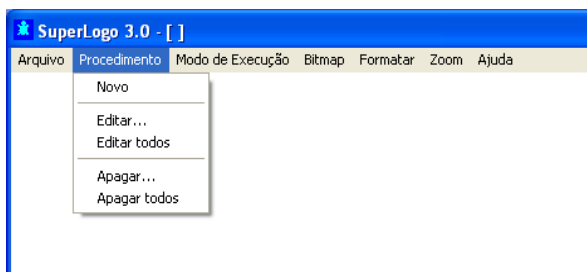 SuperLogo 3.0 - [ ]
Arquivo Procedimento Modo de Execução Bitmap Formatar Zoom Ajuda
Novo
Editar...
Editar todos
Apagar...
Apagar todos